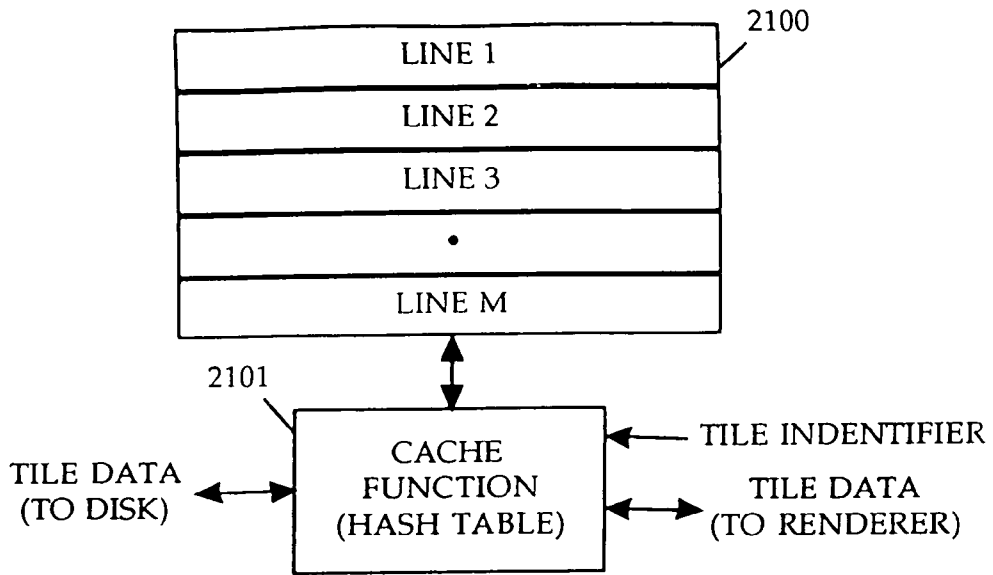 2100
LINE 1
LINE 2
LINE 3
LINE M
2101
CACHE
FUNCTION
(HASH TABLE)
TILE INDENTIFIER
TILE DATA
(TO DISK)
TILE DATA
(TO RENDERER)